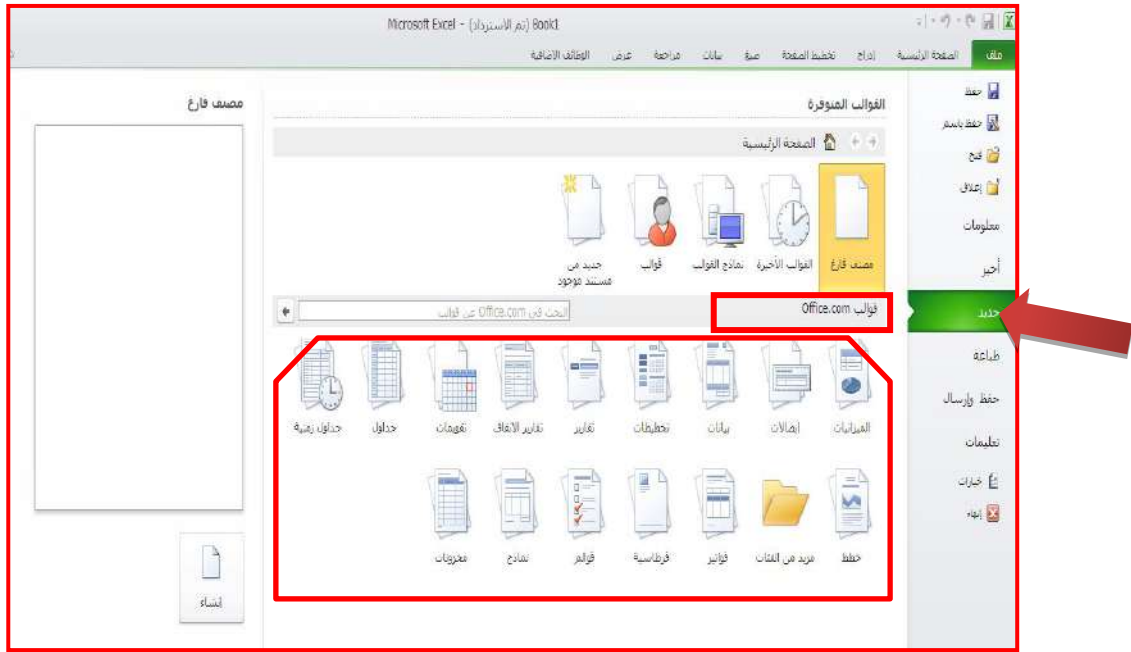 Book1 (تم الاسترداد) - Microsoft Excel
ملف الصفحة الرئيسية إدراج تخطيط الصفحة صيغ بيانات مراجعة عرض الوظائف الإضافية
حفظ
حفظ باسم
فتح
إغلاق
معلومات
أخير
جديد
طباعة
حفظ وإرسال
تعليمات
خيارات
إنهاء
القوالب المتوفرة
الصفحة الرئيسية
مصنف فارغ القوالب الأخيرة نماذج القوالب قوالب جديد من
مستند موجود
قوالب Office.com البحث في Office.com عن قوالب
الميزانيات إيصالات بيانات تخطيطات تقارير تقارير الانفاق تقويمات جداول جداول زمنية
خطط مزيد من الفئات فواتير قرطاسية قوائم نماذج مخزونات
مصنف فارغ
إنشاء